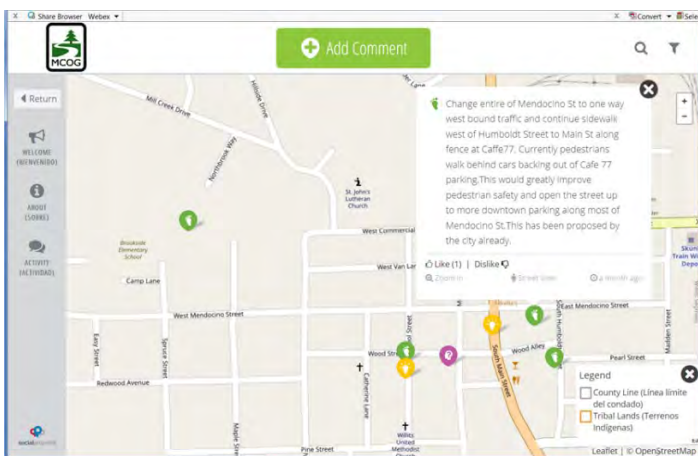 Share Browser Webex
Convert Sele
MCOG
Add Comment
Return
WELCOME
(BIENVENIDO)
ABOUT
(SOBRE)
ACTIVITY
(ACTIVIDAD)
Mill Creek Drive
Hillside Drive
Northbrook Way
St. John's
Lutheran
Church
West Commercial
Brookside
Elementary
School
Camp Lane
West Van
West Mendocino Street
Easy Street
Spruce Street
Redwood Avenue
Maple
Pine Street
Catherine Lane
Willits
United
Methodist
Change entire of Mendocino St to one way
west bound traffic and continue sidewalk
west of Humboldt Street to Main St along
fence at Caffe77. Currently pedestrians
walk behind cars backing out of Cafe 77
parking.This would greatly improve
pedestrian safety and open the street up
to more downtown parking along most of
Mendocino St.This has been proposed by
the city already.
Like (1) | Dislike
Zoom in Street view a month ago
+
-
East Mendocino Street
South Main Street
Wood Alley
Pearl Street
Madden Street
Legend
County Line (Línea límite
del condado)
Tribal Lands (Terrenos
Indígenas)
Leaflet | © OpenStreetMap